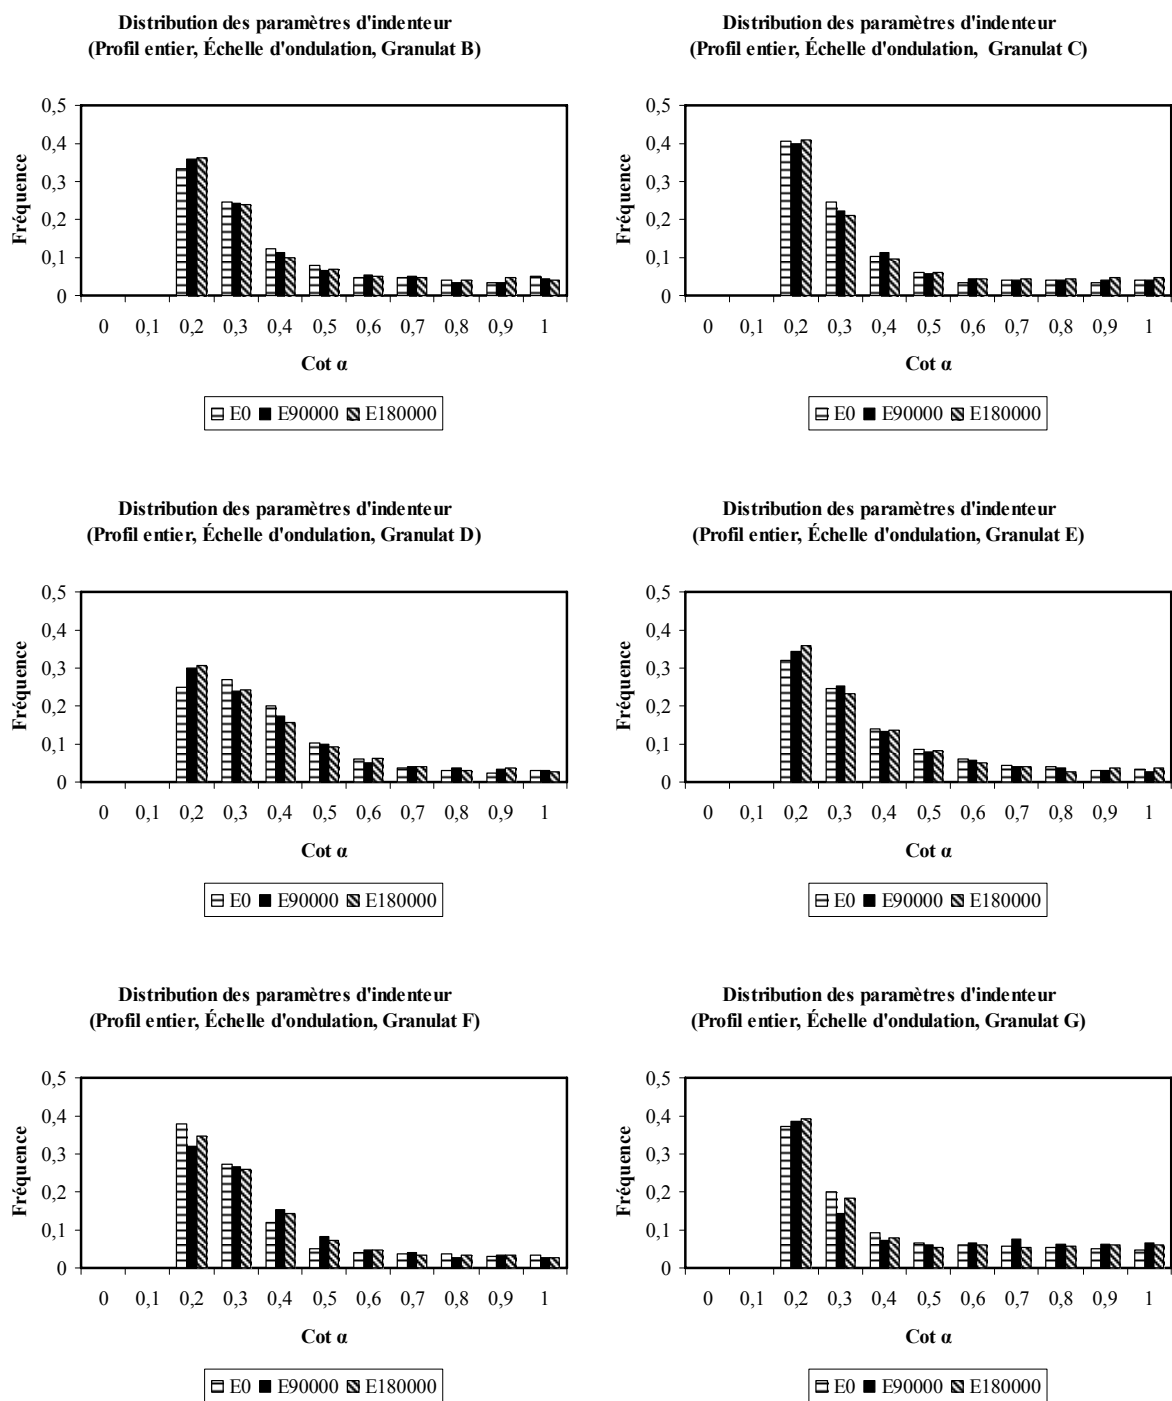 Distribution des paramètres d'indenteur
(Profil entier, Échelle d'ondulation, Granulat B)
0,5
0,4
0,3
0,2
0,1
0
Fréquence
0 0,1 0,2 0,3 0,4 0,5 0,6 0,7 0,8 0,9 1
Cot α
E0 E90000 E180000
Distribution des paramètres d'indenteur
(Profil entier, Échelle d'ondulation, Granulat C)
0,5
0,4
0,3
0,2
0,1
0
Fréquence
0 0,1 0,2 0,3 0,4 0,5 0,6 0,7 0,8 0,9 1
Cot α
E0 E90000 E180000
Distribution des paramètres d'indenteur
(Profil entier, Échelle d'ondulation, Granulat D)
0,5
0,4
0,3
0,2
0,1
0
Fréquence
0 0,1 0,2 0,3 0,4 0,5 0,6 0,7 0,8 0,9 1
Cot α
E0 E90000 E180000
Distribution des paramètres d'indenteur
(Profil entier, Échelle d'ondulation, Granulat E)
0,5
0,4
0,3
0,2
0,1
0
Fréquence
0 0,1 0,2 0,3 0,4 0,5 0,6 0,7 0,8 0,9 1
Cot α
E0 E90000 E180000
Distribution des paramètres d'indenteur
(Profil entier, Échelle d'ondulation, Granulat F)
0,5
0,4
0,3
0,2
0,1
0
Fréquence
0 0,1 0,2 0,3 0,4 0,5 0,6 0,7 0,8 0,9 1
Cot α
E0 E90000 E180000
Distribution des paramètres d'indenteur
(Profil entier, Échelle d'ondulation, Granulat G)
0,5
0,4
0,3
0,2
0,1
0
Fréquence
0 0,1 0,2 0,3 0,4 0,5 0,6 0,7 0,8 0,9 1
Cot α
E0 E90000 E180000